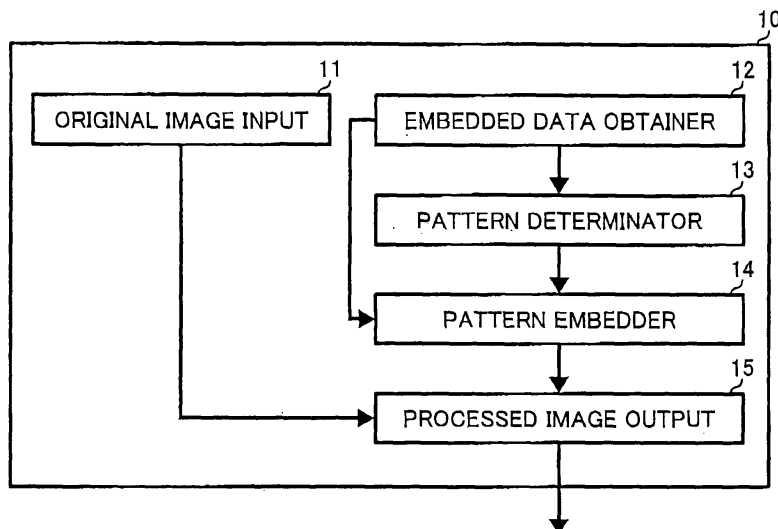 10
11
ORIGINAL IMAGE INPUT
12
EMBEDDED DATA OBTAINER
13
PATTERN DETERMINATOR
14
PATTERN EMBEDDER
15
PROCESSED IMAGE OUTPUT